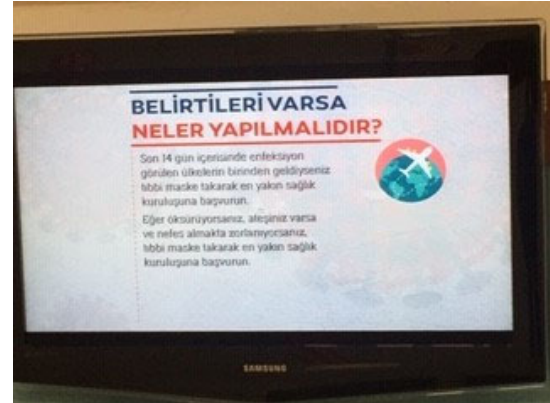 BELİRTİLERİ VARSA
NELER YAPILMALIDIR?
Son 14 gün içerisinde enfeksiyon
görülen ülkelerin birinden geldiyseniz
tıbbi maske takarak en yakın sağlık
kuruluşuna başvurun.
Eğer öksürüyorsanız, ateşiniz varsa
ve nefes almakta zorlanıyorsanız,
tıbbi maske takarak en yakın sağlık
kuruluşuna başvurun.
SAMSUNG